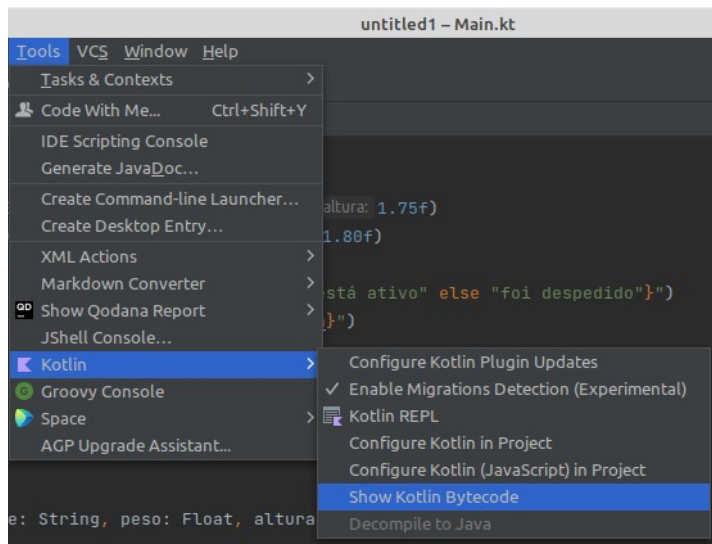 untitled1 – Main.kt
Tools VCS Window Help
Tasks & Contexts
Code With Me... Ctrl+Shift+Y
IDE Scripting Console
Generate JavaDoc...
Create Command-line Launcher...
altura: 1.75f)
Create Desktop Entry...
1.80f)
XML Actions
Markdown Converter
está ativo" else "foi despedido"}")
QD Show Qodana Report
}")
JShell Console...
Kotlin
Configure Kotlin Plugin Updates
G Groovy Console
Enable Migrations Detection (Experimental)
Space
Kotlin REPL
AGP Upgrade Assistant...
Configure Kotlin in Project
Configure Kotlin (JavaScript) in Project
Show Kotlin Bytecode
e: String, peso: Float, altura
Decompile to Java